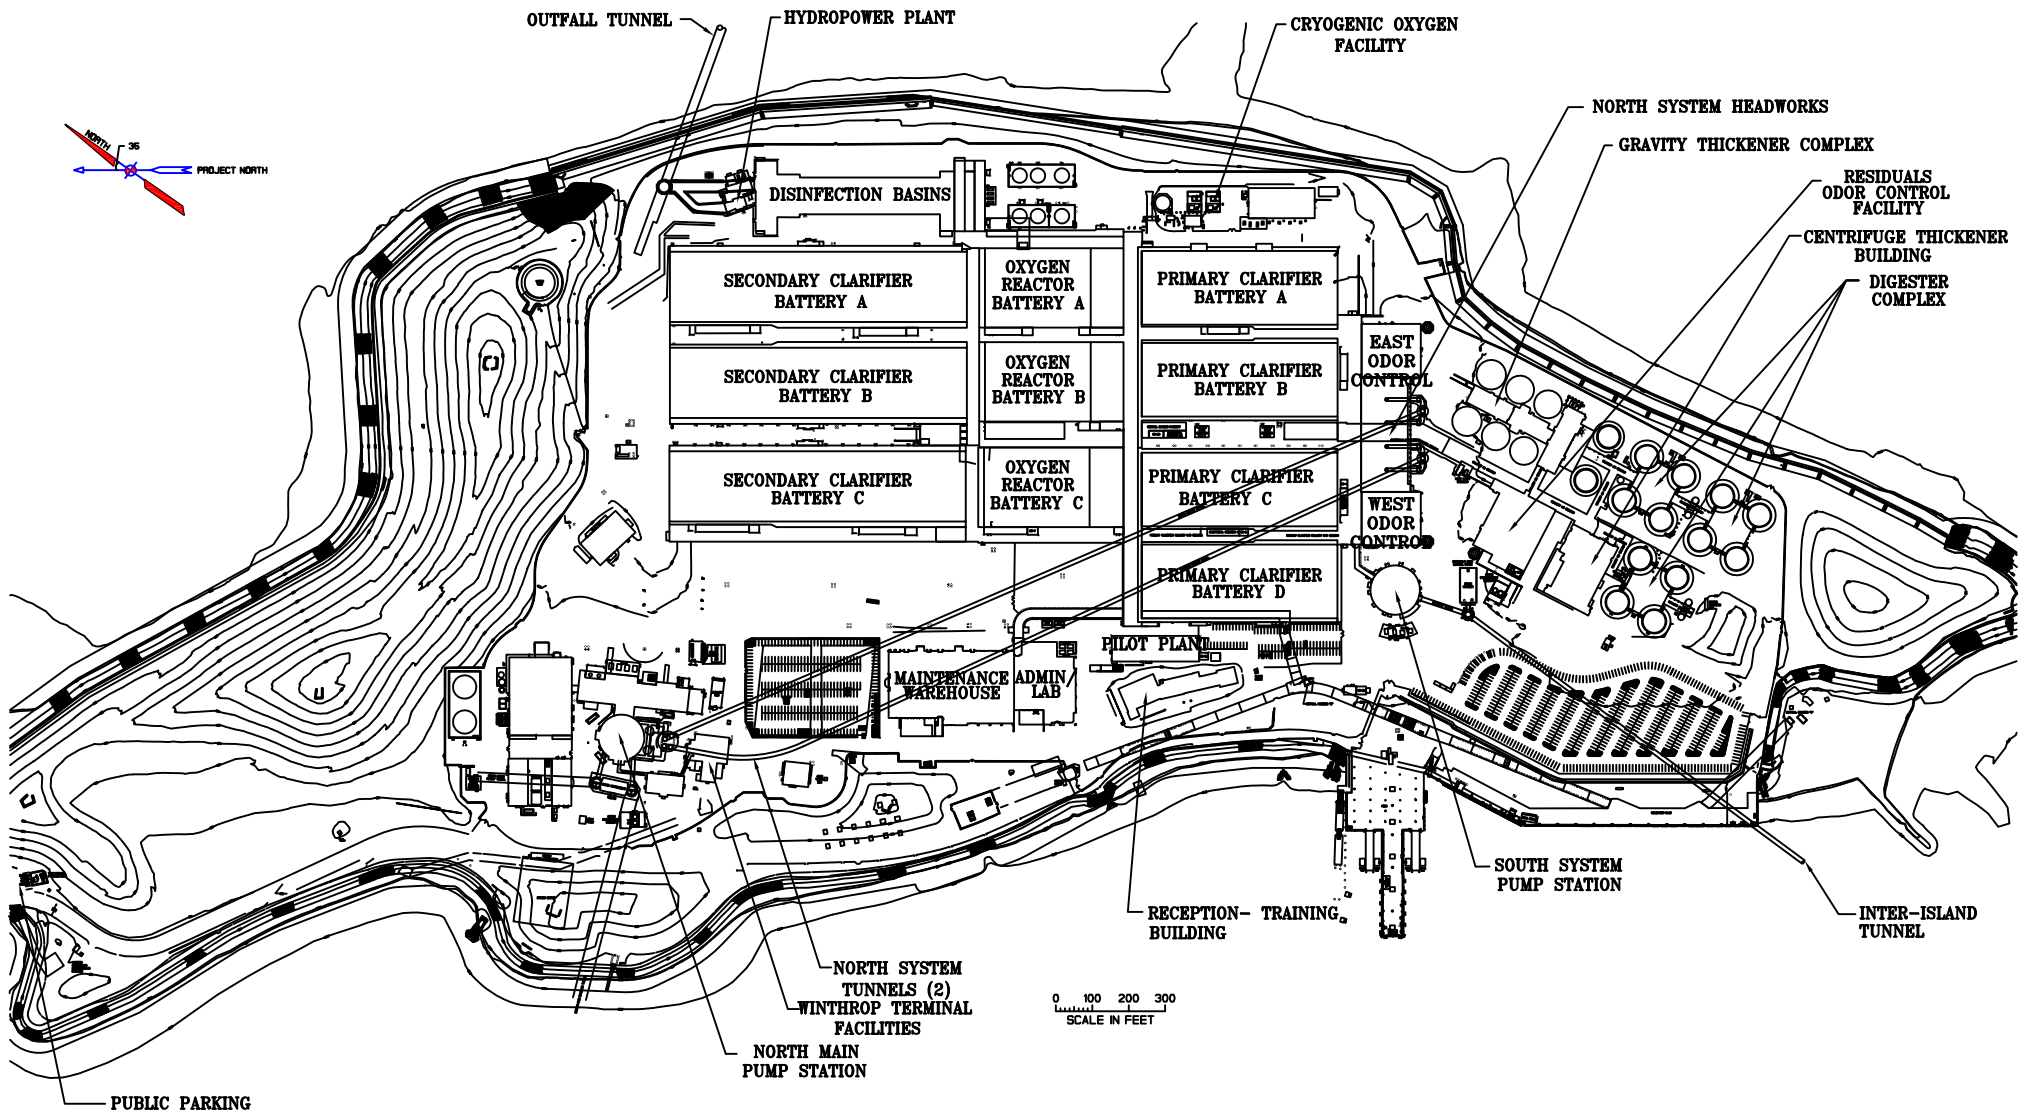 OUTFALL TUNNEL
HYDROPOWER PLANT
CRYOGENIC OXYGEN
FACILITY
NORTH SYSTEM HEADWORKS
GRAVITY THICKENER COMPLEX
RESIDUALS
ODOR CONTROL
FACILITY
CENTRIFUGE THICKENER
BUILDING
DIGESTER
COMPLEX
NORTH
36
PROJECT NORTH
DISINFECTION BASINS
SECONDARY CLARIFIER
BATTERY A
OXYGEN
REACTOR
BATTERY A
PRIMARY CLARIFIER
BATTERY A
SECONDARY CLARIFIER
BATTERY B
OXYGEN
REACTOR
BATTERY B
PRIMARY CLARIFIER
BATTERY B
EAST
ODOR
CONTROL
SECONDARY CLARIFIER
BATTERY C
OXYGEN
REACTOR
BATTERY C
PRIMARY CLARIFIER
BATTERY C
WEST
ODOR
CONTROL
PRIMARY CLARIFIER
BATTERY D
PILOT PLANT
MAINTENANCE
WAREHOUSE
ADMIN/
LAB
SOUTH SYSTEM
PUMP STATION
RECEPTION- TRAINING
BUILDING
INTER-ISLAND
TUNNEL
NORTH SYSTEM
TUNNELS (2)
WINTHROP TERMINAL
FACILITIES
NORTH MAIN
PUMP STATION
0 100 200 300
SCALE IN FEET
PUBLIC PARKING